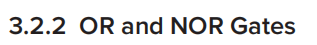 3.2.2 OR and NOR Gates